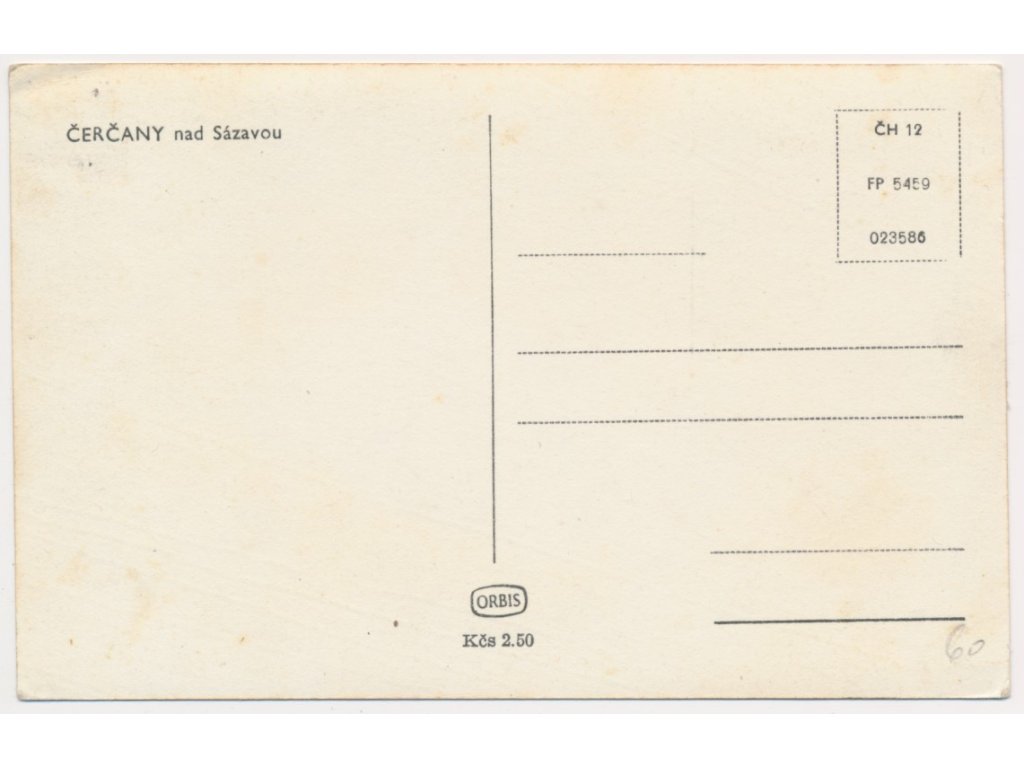 ČERČANY nad Sázavou
ČH 12
FP 5459
023586
ORBIS
Kčs 2.50
60